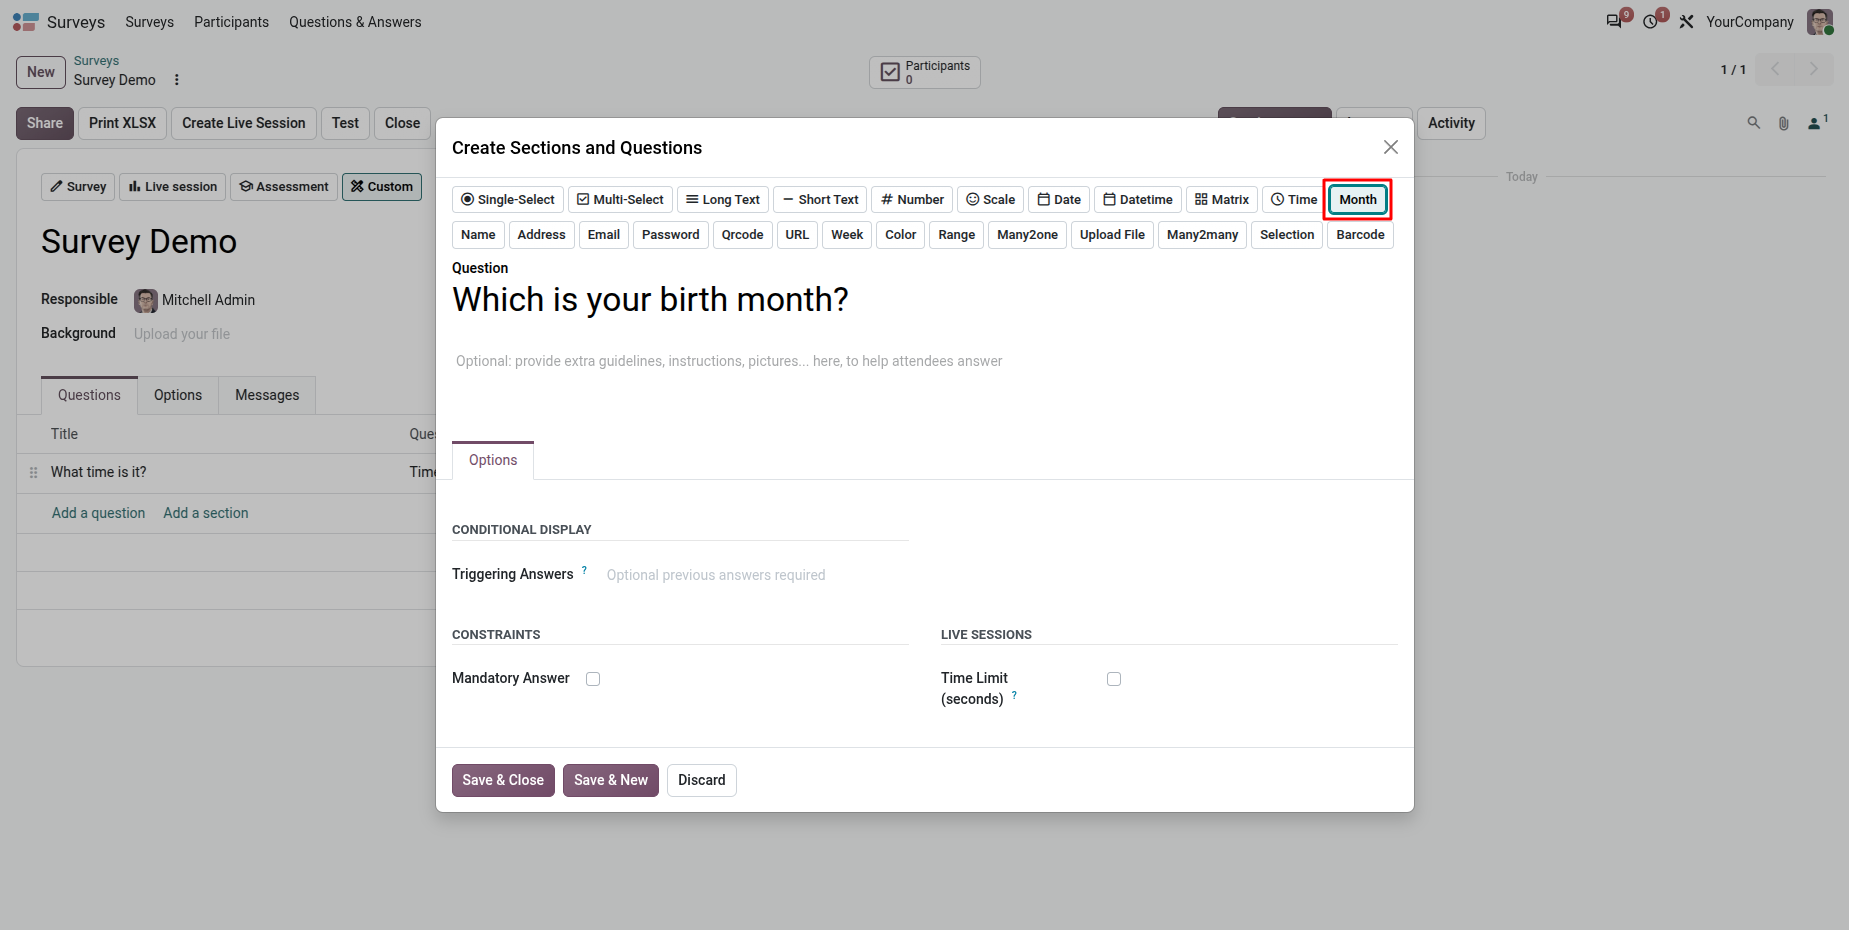 Surveys Surveys Participants Questions & Answers 9 1 YourCompany
New Surveys
Survey Demo
Participants
0
1 / 1
Share Print XLSX Create Live Session Test Close Activity 1
Create Sections and Questions
Today
Survey Live session Assessment Custom
Single-Select Multi-Select Long Text Short Text Number Scale Date Datetime Matrix Time Month
Name Address Email Password Qrcode URL Week Color Range Many2one Upload File Many2many Selection Barcode
Survey Demo
Question
Which is your birth month?
Responsible Mitchell Admin
Background Upload your file
Optional: provide extra guidelines, instructions, pictures... here, to help attendees answer
Questions Options Messages
Title Ques
Options
What time is it? Time
Add a question Add a section
CONDITIONAL DISPLAY
Triggering Answers ? Optional previous answers required
CONSTRAINTS LIVE SESSIONS
Mandatory Answer Time Limit
(seconds) ?
Save & Close Save & New Discard